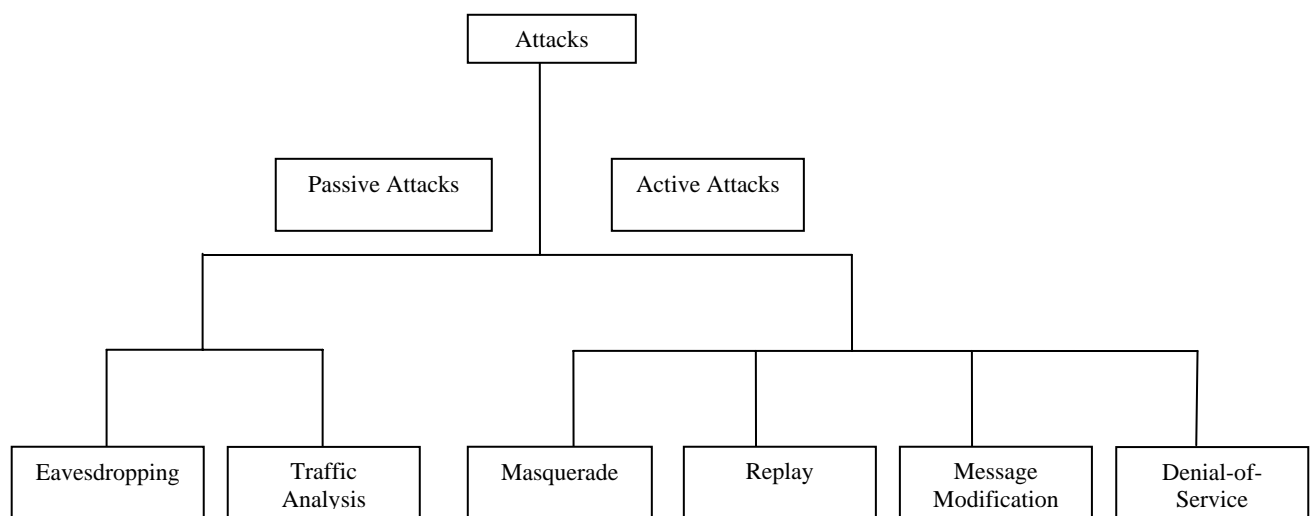 Attacks
Passive Attacks
Active Attacks
Eavesdropping
Traffic
Analysis
Masquerade
Replay
Message
Modification
Denial-of-
Service